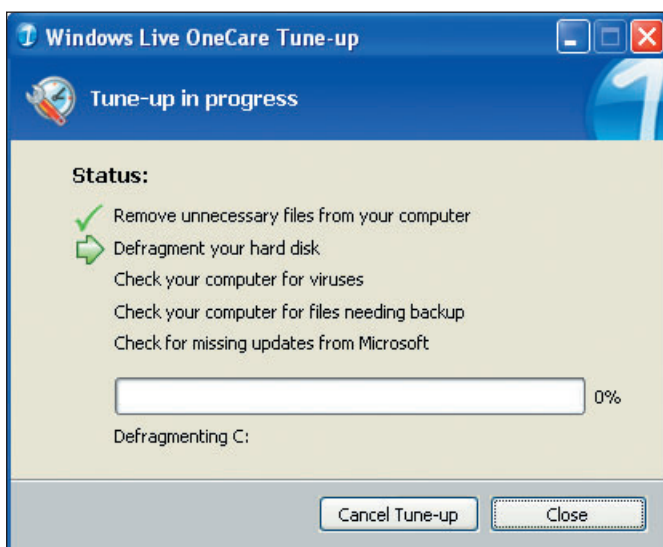 Windows Live OneCare Tune-up
Tune-up in progress
Status:
Remove unnecessary files from your computer
Defragment your hard disk
Check your computer for viruses
Check your computer for files needing backup
Check for missing updates from Microsoft
0%
Defragmenting C:
Cancel Tune-up Close